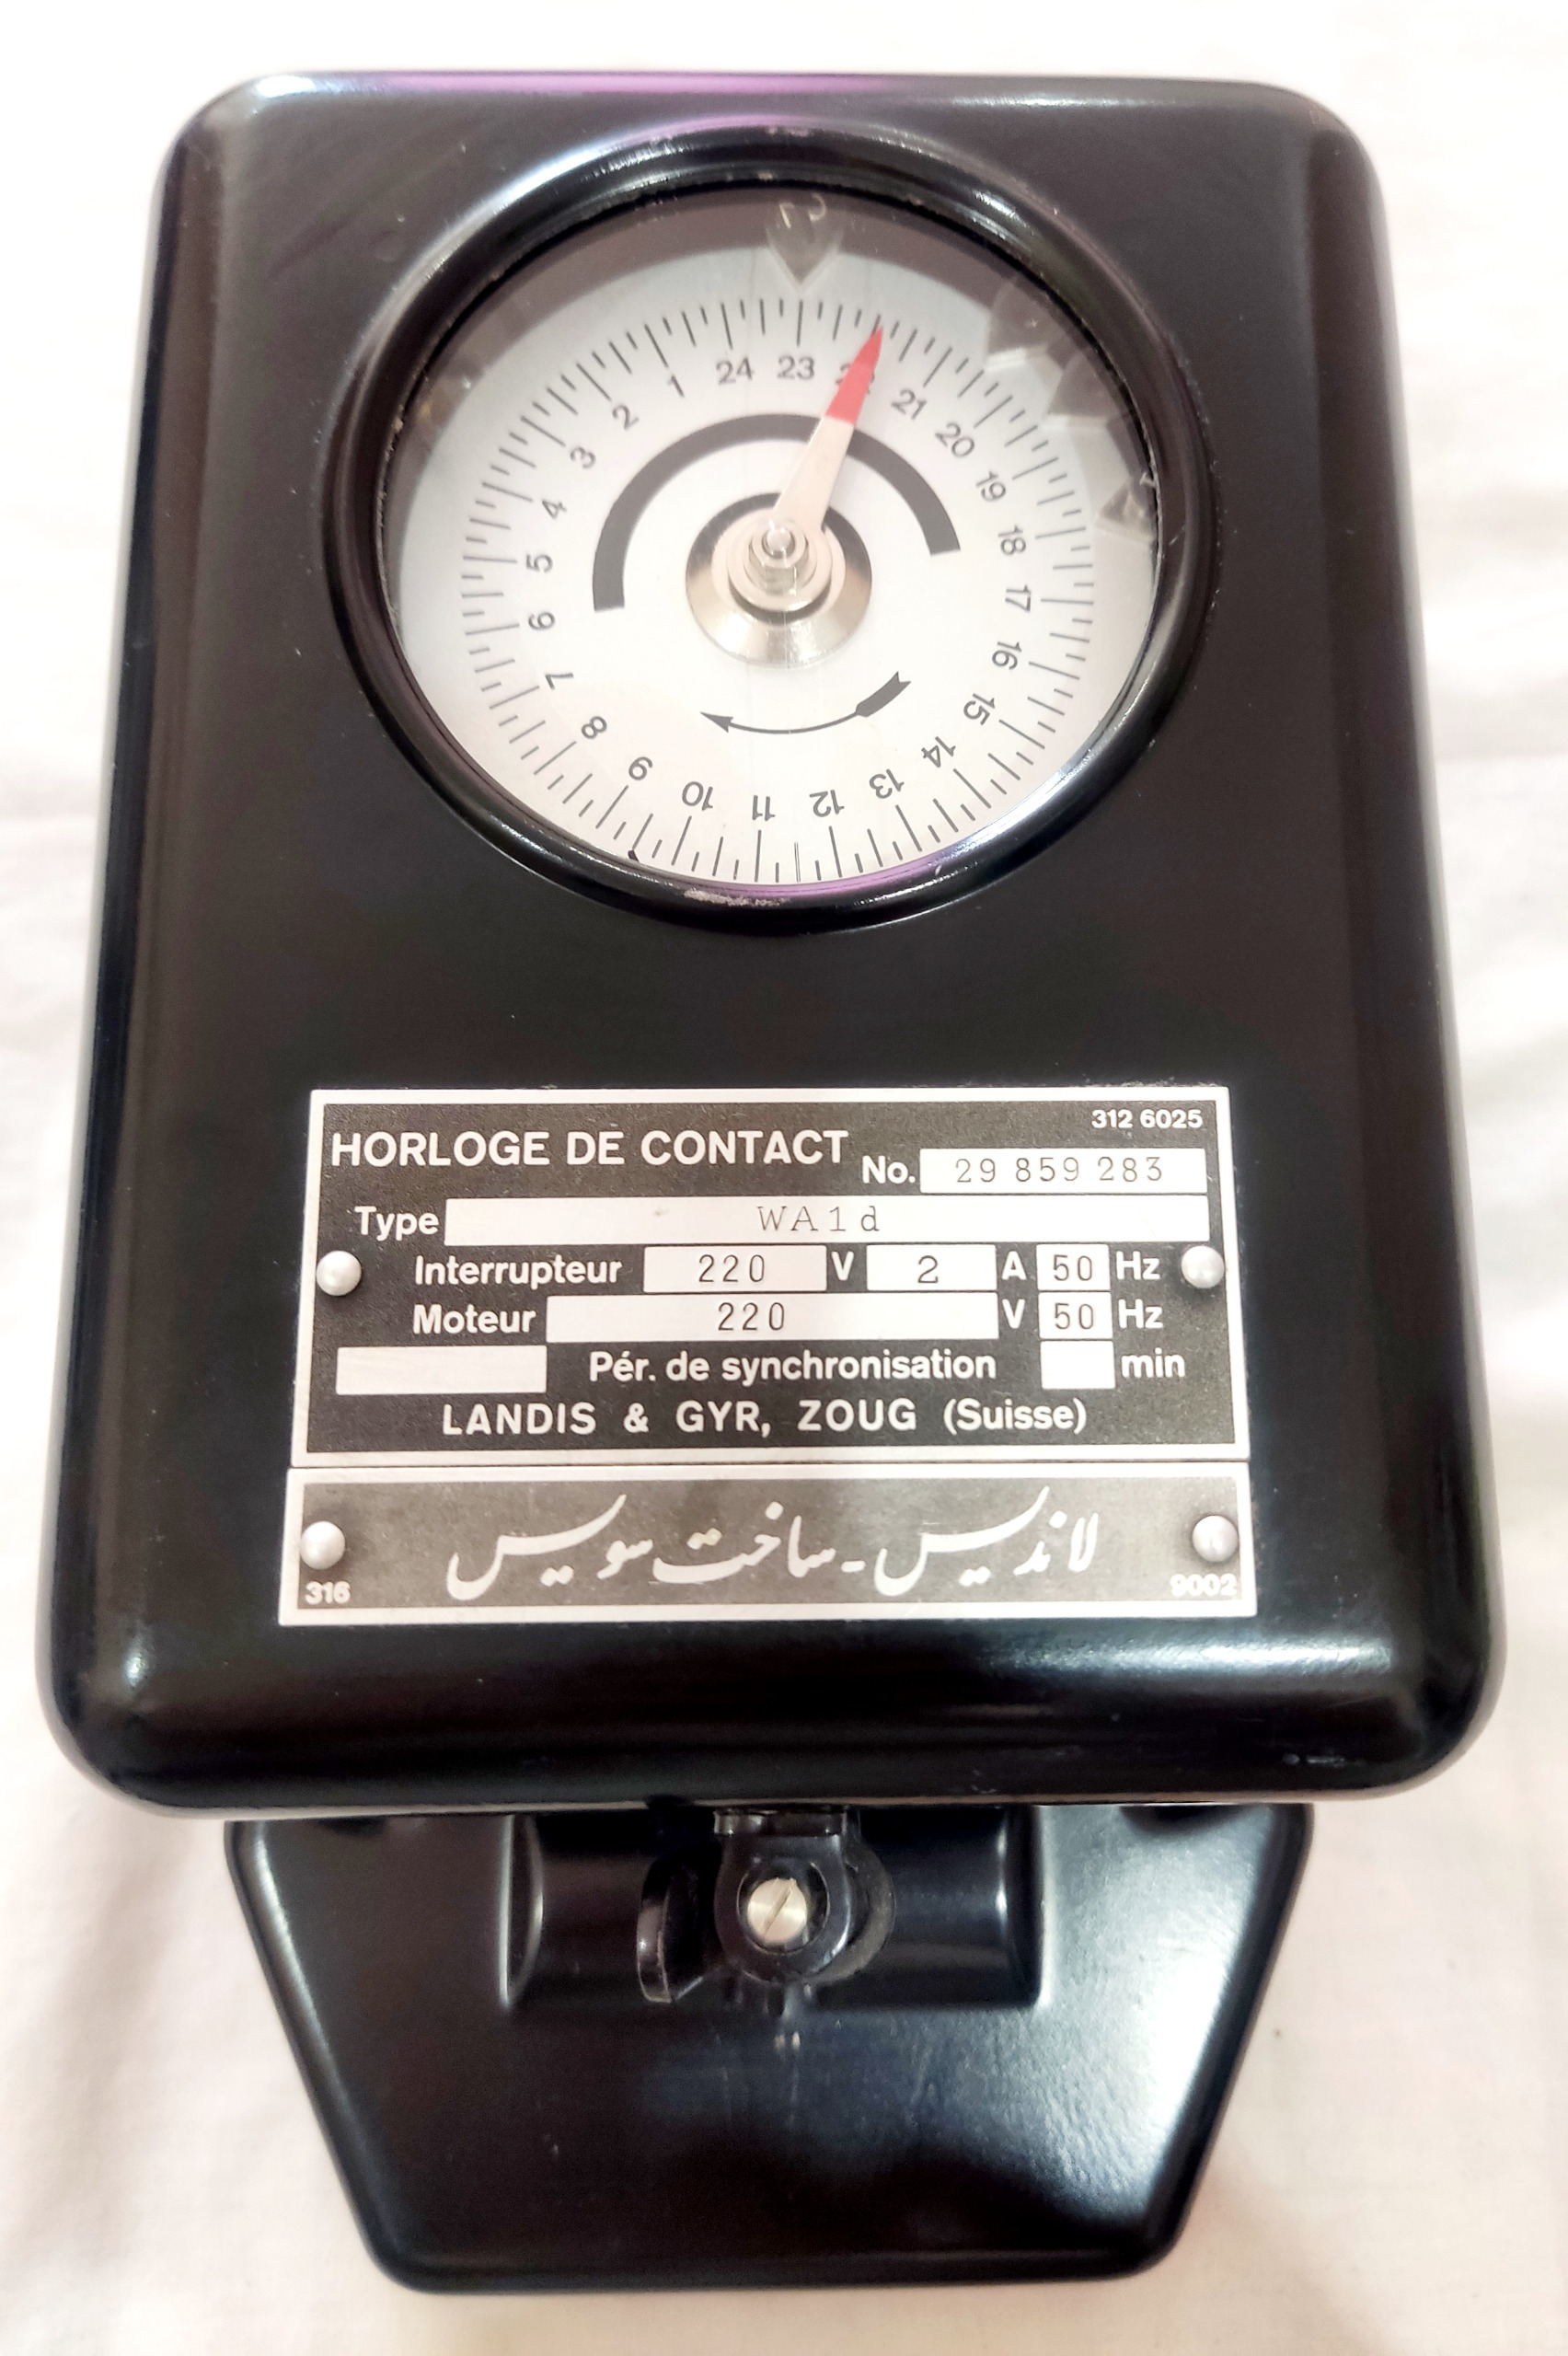 24 23 22 21 20 19 18 17 16 15 14 13 12 11 10 9 8 7 6 5 4 3 2 1
312 6025
HORLOGE DE CONTACT No. 29 859 283
Type WA1d
Interrupteur 220 V 2 A 50 Hz
Moteur 220 V 50 Hz
Pér. de synchronisation min
LANDIS & GYR, ZOUG (Suisse)
لاندیس - ساخت سویس
316 9002